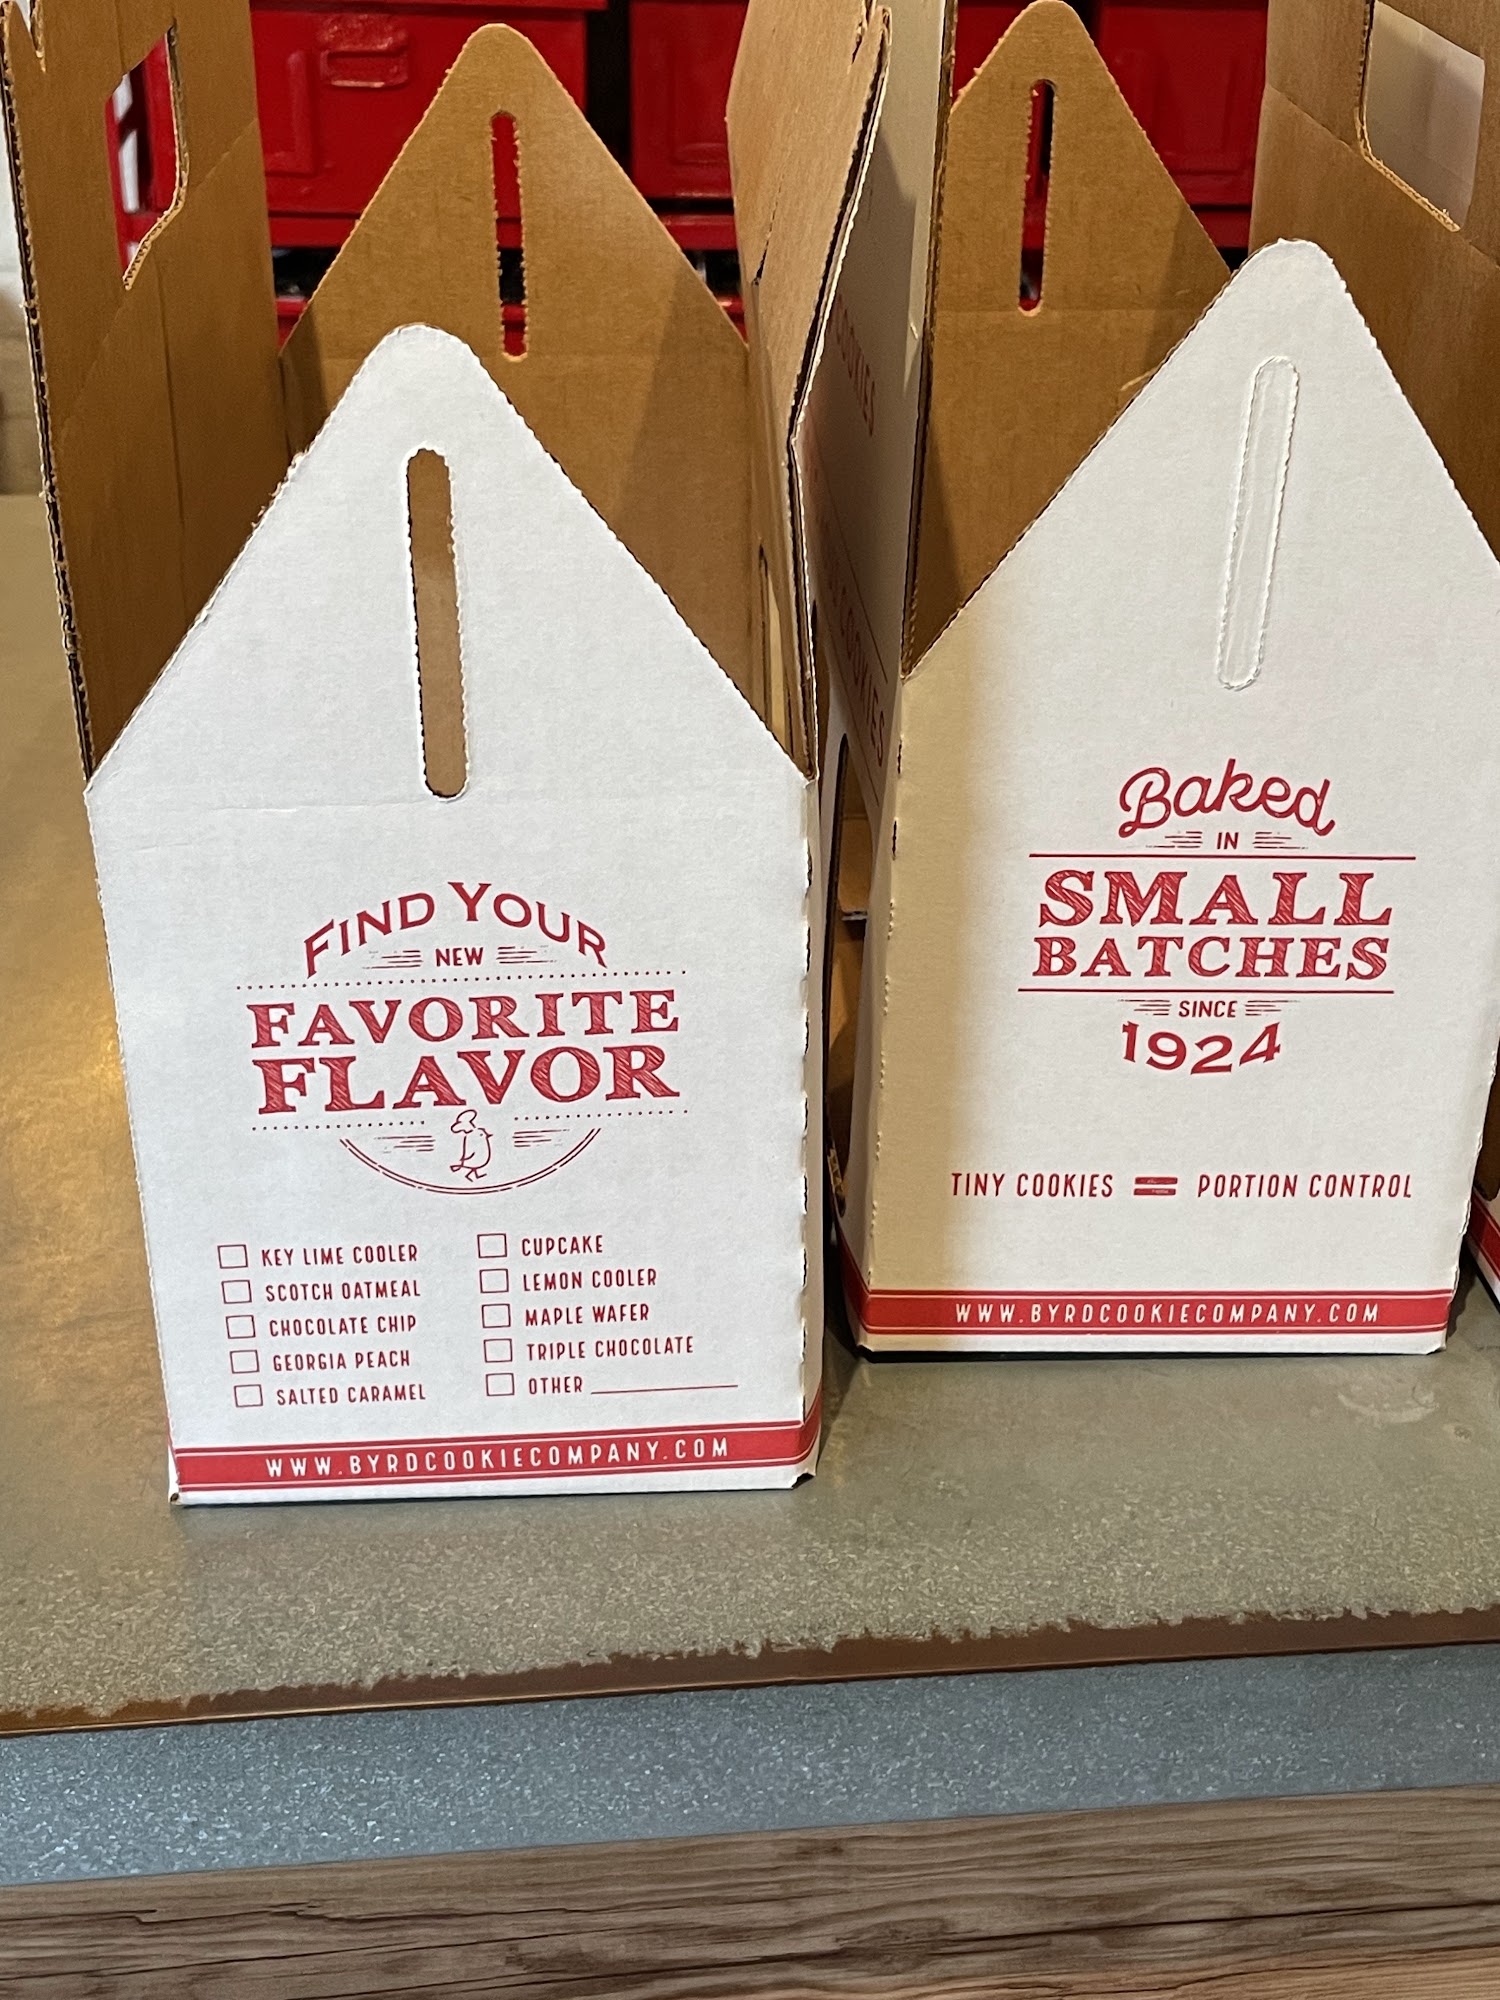 FIND YOUR
NEW
FAVORITE
FLAVOR
KEY LIME COOLER
SCOTCH OATMEAL
CHOCOLATE CHIP
GEORGIA PEACH
SALTED CARAMEL
CUPCAKE
LEMON COOLER
MAPLE WAFER
TRIPLE CHOCOLATE
OTHER
WWW.BYRDCOOKIECOMPANY.COM
COOKIES
COOKIES
Baked
IN
SMALL
BATCHES
SINCE
1924
TINY COOKIES = PORTION CONTROL
WWW.BYRDCOOKIECOMPANY.COM